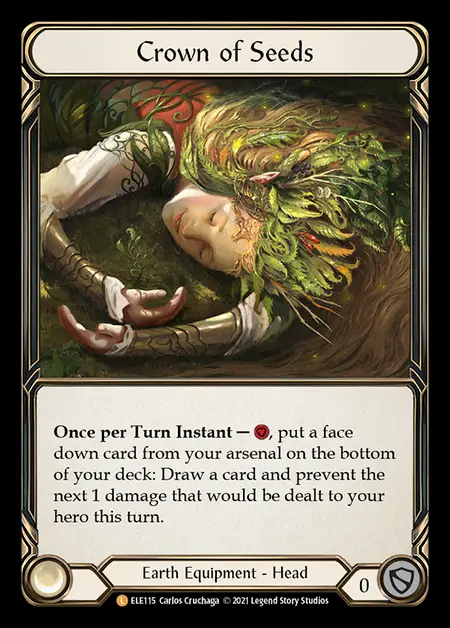 Crown of Seeds
Once per Turn Instant — , put a face
down card from your arsenal on the bottom
of your deck: Draw a card and prevent the
next 1 damage that would be dealt to your
hero this turn.
Earth Equipment - Head
0
L ELE115 Carlos Cruchaga © 2021 Legend Story Studios